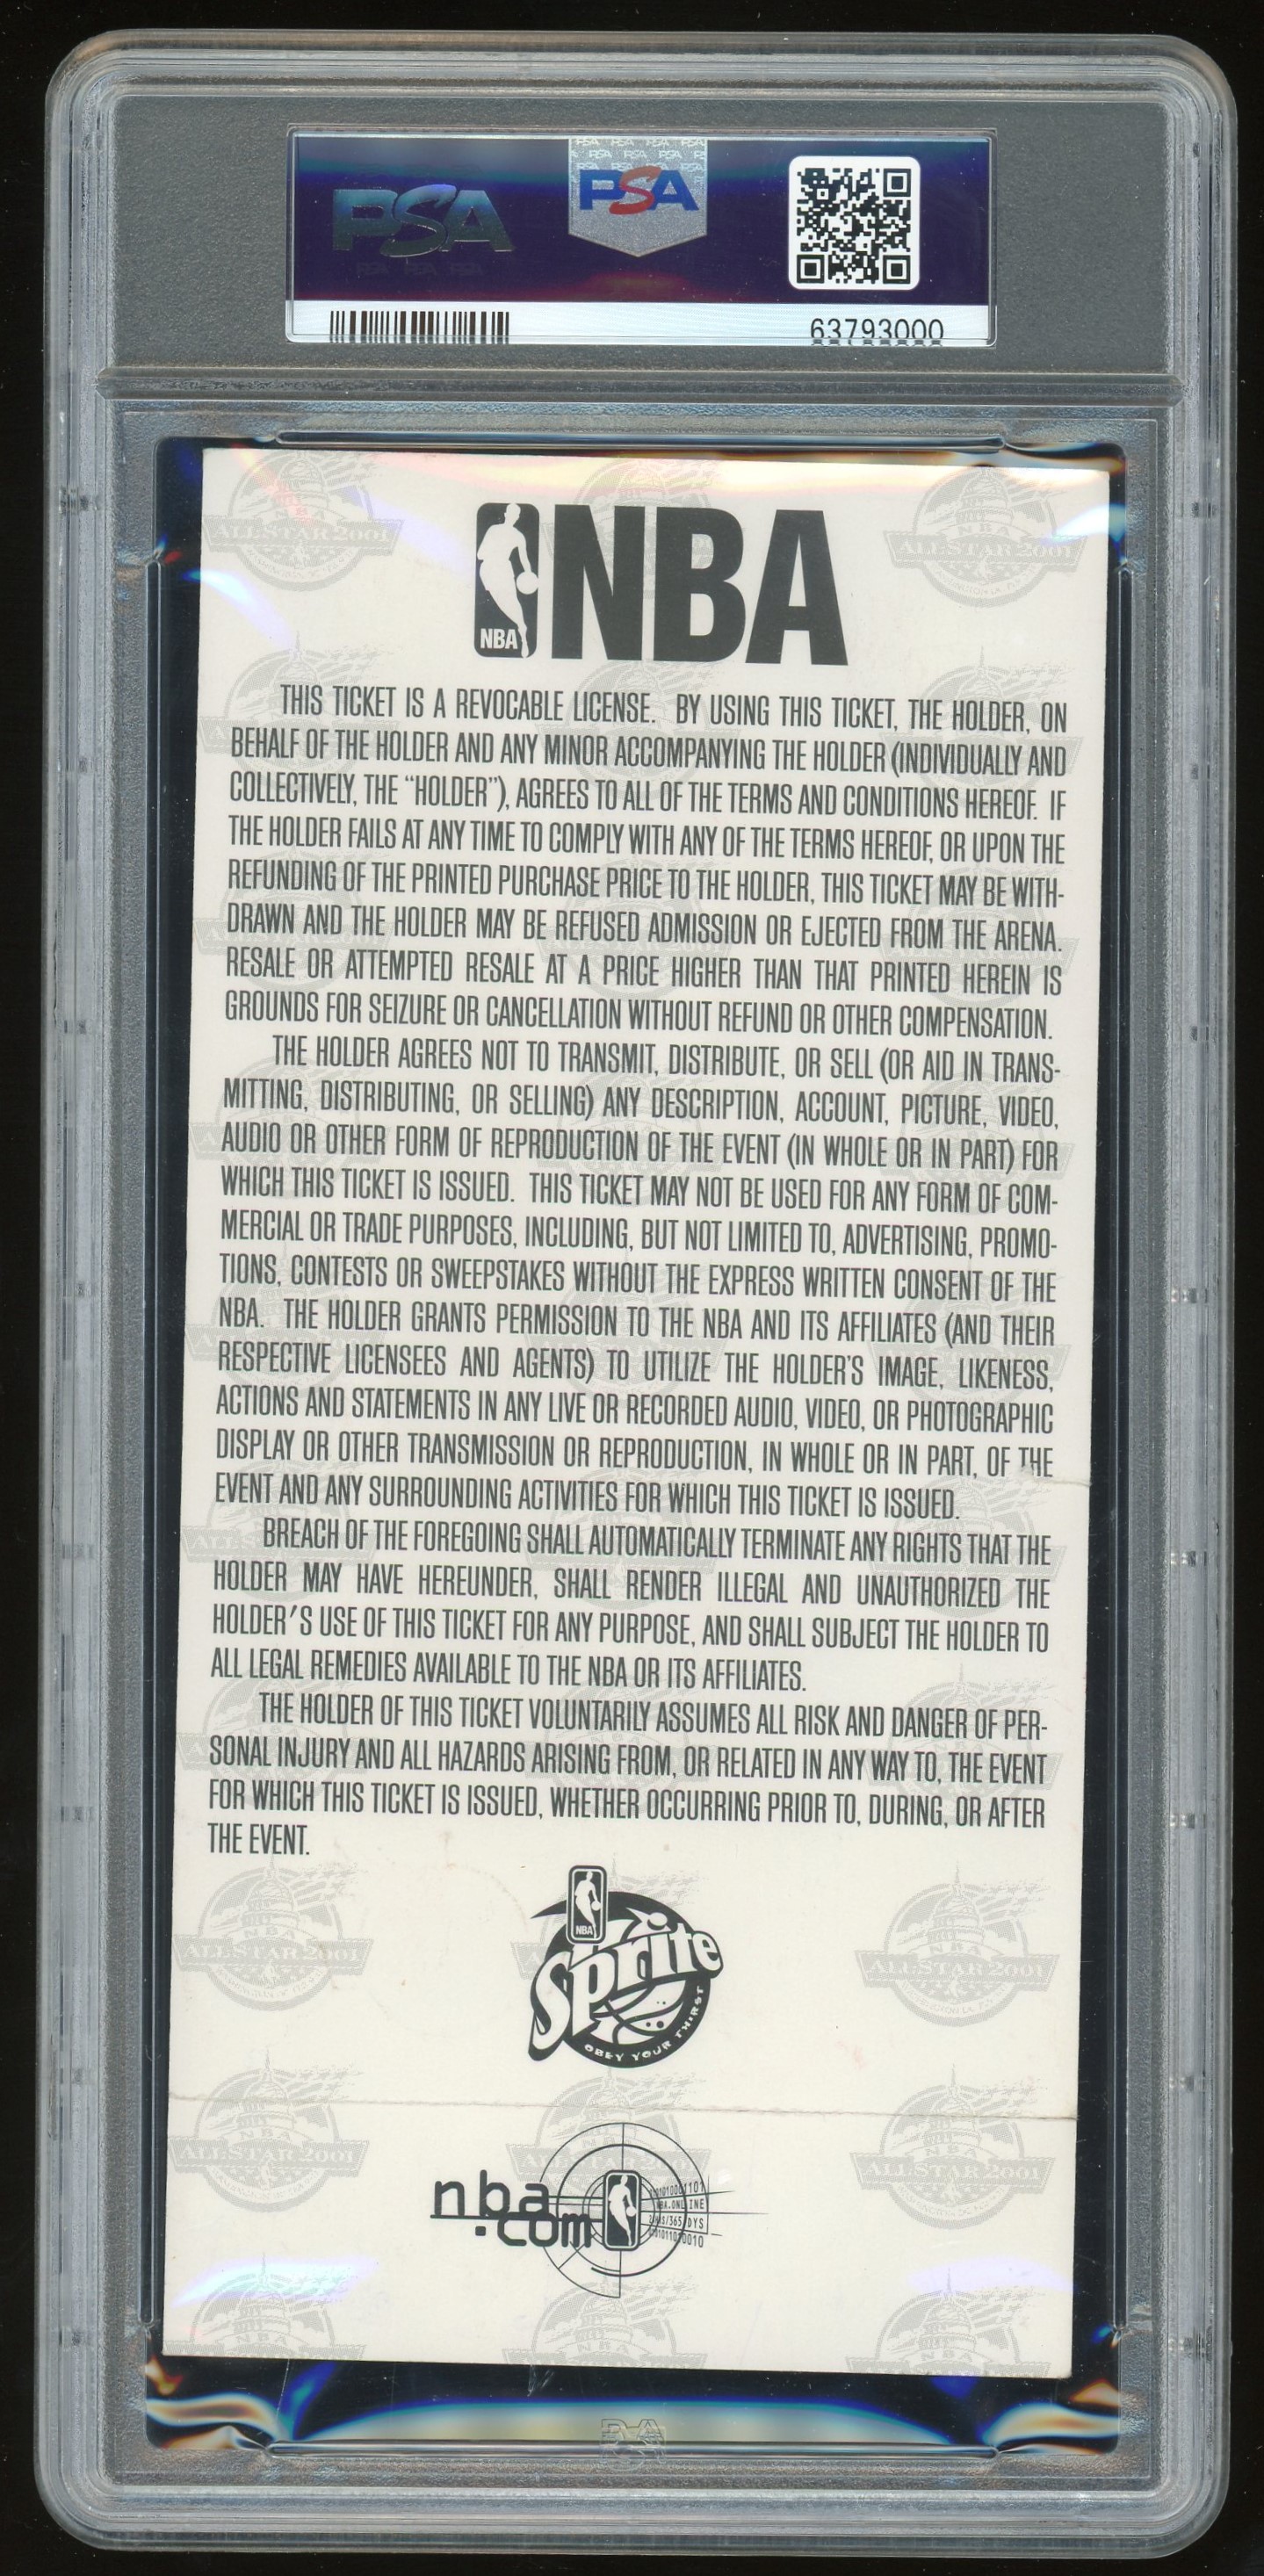 PSA
PSA
63793000
NBA
NBA
THIS TICKET IS A REVOCABLE LICENSE. BY USING THIS TICKET, THE HOLDER, ON
BEHALF OF THE HOLDER AND ANY MINOR ACCOMPANYING THE HOLDER (INDIVIDUALLY AND
COLLECTIVELY, THE “HOLDER”), AGREES TO ALL OF THE TERMS AND CONDITIONS HEREOF. IF
THE HOLDER FAILS AT ANY TIME TO COMPLY WITH ANY OF THE TERMS HEREOF, OR UPON THE
REFUNDING OF THE PRINTED PURCHASE PRICE TO THE HOLDER, THIS TICKET MAY BE WITH-
DRAWN AND THE HOLDER MAY BE REFUSED ADMISSION OR EJECTED FROM THE ARENA.
RESALE OR ATTEMPTED RESALE AT A PRICE HIGHER THAN THAT PRINTED HEREIN IS
GROUNDS FOR SEIZURE OR CANCELLATION WITHOUT REFUND OR OTHER COMPENSATION.
THE HOLDER AGREES NOT TO TRANSMIT, DISTRIBUTE, OR SELL (OR AID IN TRANS-
MITTING, DISTRIBUTING, OR SELLING) ANY DESCRIPTION, ACCOUNT, PICTURE, VIDEO,
AUDIO OR OTHER FORM OF REPRODUCTION OF THE EVENT (IN WHOLE OR IN PART) FOR
WHICH THIS TICKET IS ISSUED. THIS TICKET MAY NOT BE USED FOR ANY FORM OF COM-
MERCIAL OR TRADE PURPOSES, INCLUDING, BUT NOT LIMITED TO, ADVERTISING, PROMO-
TIONS, CONTESTS OR SWEEPSTAKES WITHOUT THE EXPRESS WRITTEN CONSENT OF THE
NBA. THE HOLDER GRANTS PERMISSION TO THE NBA AND ITS AFFILIATES (AND THEIR
RESPECTIVE LICENSEES AND AGENTS) TO UTILIZE THE HOLDER'S IMAGE, LIKENESS,
ACTIONS AND STATEMENTS IN ANY LIVE OR RECORDED AUDIO, VIDEO, OR PHOTOGRAPHIC
DISPLAY OR OTHER TRANSMISSION OR REPRODUCTION, IN WHOLE OR IN PART, OF THE
EVENT AND ANY SURROUNDING ACTIVITIES FOR WHICH THIS TICKET IS ISSUED.
BREACH OF THE FOREGOING SHALL AUTOMATICALLY TERMINATE ANY RIGHTS THAT THE
HOLDER MAY HAVE HEREUNDER, SHALL RENDER ILLEGAL AND UNAUTHORIZED THE
HOLDER'S USE OF THIS TICKET FOR ANY PURPOSE, AND SHALL SUBJECT THE HOLDER TO
ALL LEGAL REMEDIES AVAILABLE TO THE NBA OR ITS AFFILIATES.
THE HOLDER OF THIS TICKET VOLUNTARILY ASSUMES ALL RISK AND DANGER OF PER-
SONAL INJURY AND ALL HAZARDS ARISING FROM, OR RELATED IN ANY WAY TO, THE EVENT
FOR WHICH THIS TICKET IS ISSUED, WHETHER OCCURRING PRIOR TO, DURING, OR AFTER
THE EVENT.
NBA
Sprite
OBEY YOUR THIRST
ALL-STAR 2001
nba
.com
NBA.ONLINE